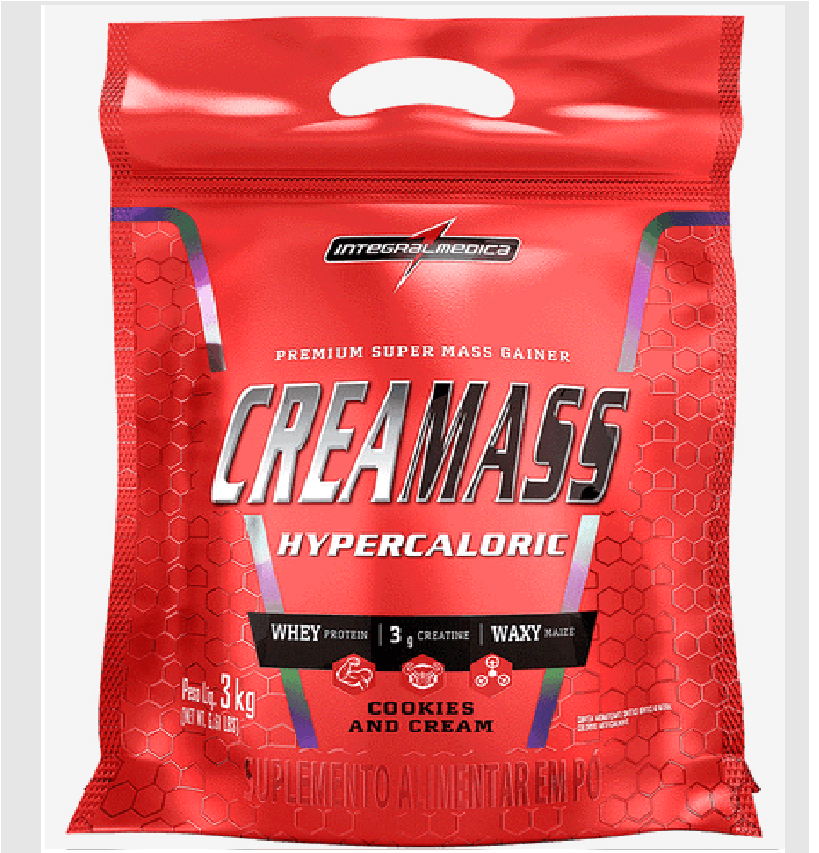 INTEGRALMEDICA
PREMIUM SUPER MASS GAINER
CREAMASS
HYPERCALORIC
WHEY PROTEIN | 3 g CREATINE | WAXY MAIZE
Peso Líq. 3 kg
COOKIES
AND CREAM
SUPLEMENTO ALIMENTAR EM PÓ